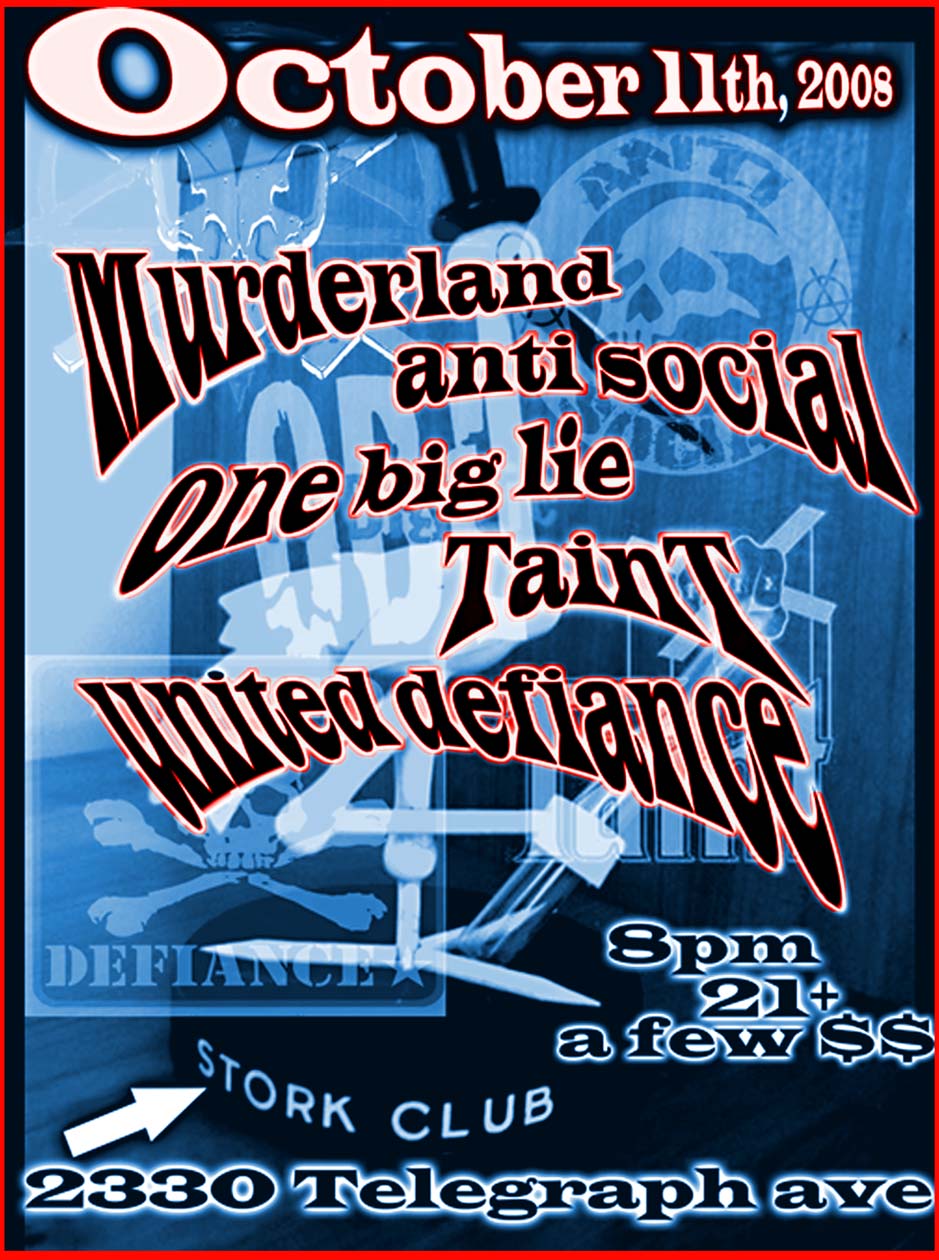 October 11th, 2008
ANTI
Murderland
anti social
one big lie
TainT
united defiance
DEFIANCE
8pm
21+
a few $$
STORK CLUB
2330 Telegraph ave